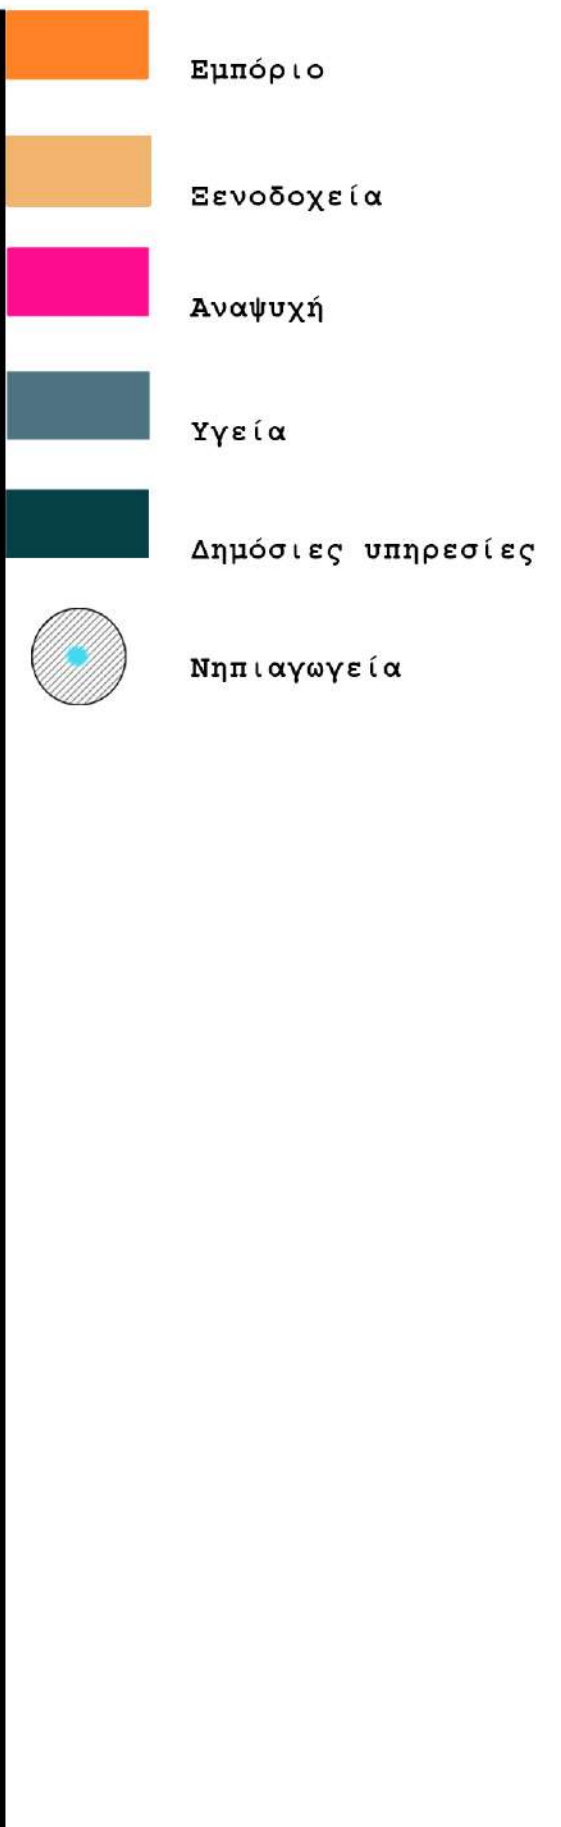 Εμπόριο
Ξενοδοχεία
Αναψυχή
Υγεία
Δημόσιες υπηρεσίες
Νηπιαγωγεία